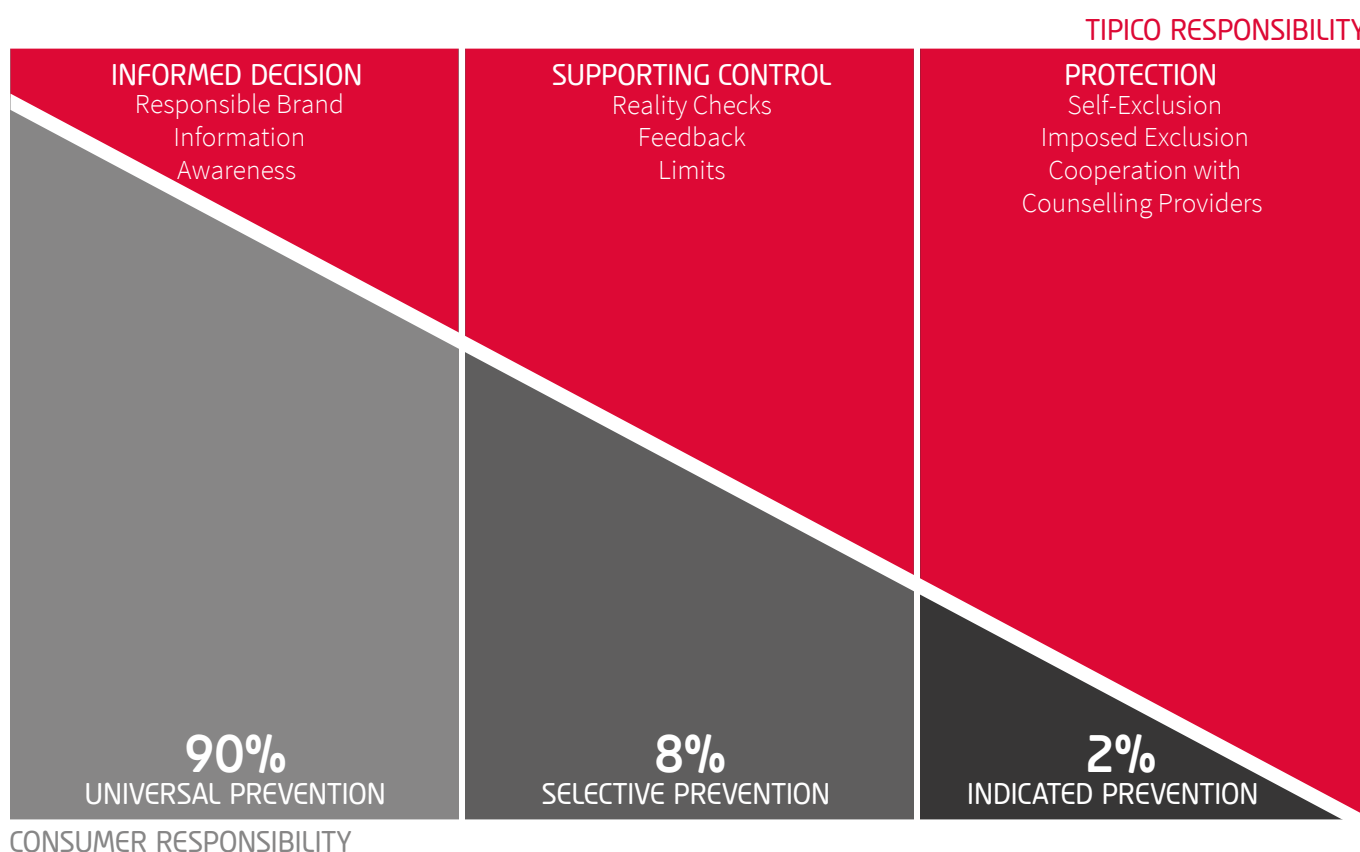 TIPICO RESPONSIBILITY
INFORMED DECISION
Responsible Brand
Information
Awareness
SUPPORTING CONTROL
Reality Checks
Feedback
Limits
PROTECTION
Self-Exclusion
Imposed Exclusion
Cooperation with
Counselling Providers
90%
UNIVERSAL PREVENTION
8%
SELECTIVE PREVENTION
2%
INDICATED PREVENTION
CONSUMER RESPONSIBILITY